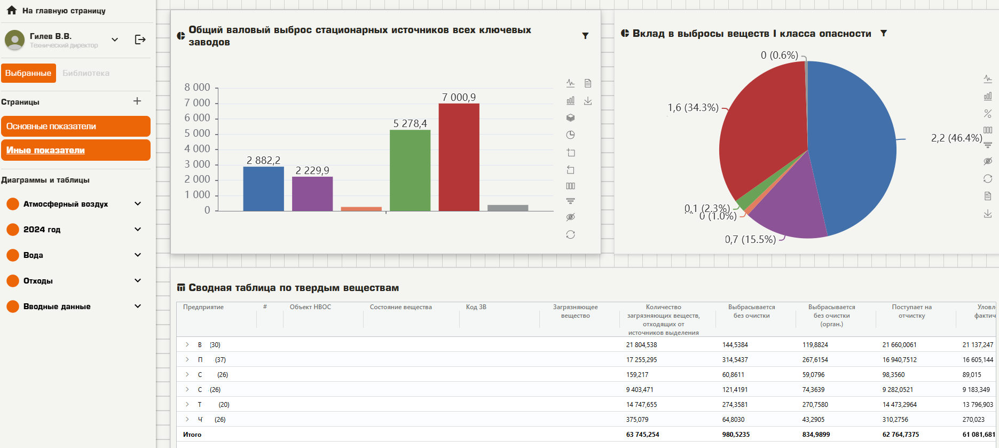 На главную страницу
Гилев В.В.
Технический директор
Выбранные
Библиотека
Страницы
Основные показатели
Иные показатели
Диаграммы и таблицы
Атмосферный воздух
2024 год
Вода
Отходы
Вводные данные
Общий валовый выброс стационарных источников всех ключевых
заводов
8 000
7 000
6 000
5 000
4 000
3 000
2 000
1 000
0
2 882,2
2 229,9
5 278,4
7 000,9
Вклад в выбросы веществ I класса опасности
0 (0.6%)
1,6 (34.3%)
2,2 (46.4%)
0,1 (2.3%)
0 (1.0%)
0,7 (15.5%)
Сводная таблица по твердым веществам
Предприятие # Объект НВОС Состояние вещества Код ЗВ Загрязняющее вещество Количество загрязняющих веществ, отходящих от источников выделения Выбрасывается без очистки Выбрасывается без очистки (орган.) Поступает на отчистку Уловл фактич
В (30) 21 804,538 144,5384 119,8824 21 660,0061 21 137,247
П (37) 17 255,295 314,5437 267,6154 16 940,7512 16 605,144
С (26) 159,217 60,8611 59,0796 98,3560 89,015
С (26) 9 403,471 121,4191 74,3639 9 282,0521 9 183,349
Т (20) 14 747,655 274,3581 270,7580 14 473,2964 13 796,903
Ч (26) 375,079 64,8030 43,2905 310,2756 270,023
Итого 63 745,254 980,5235 834,9899 62 764,7375 61 081,681